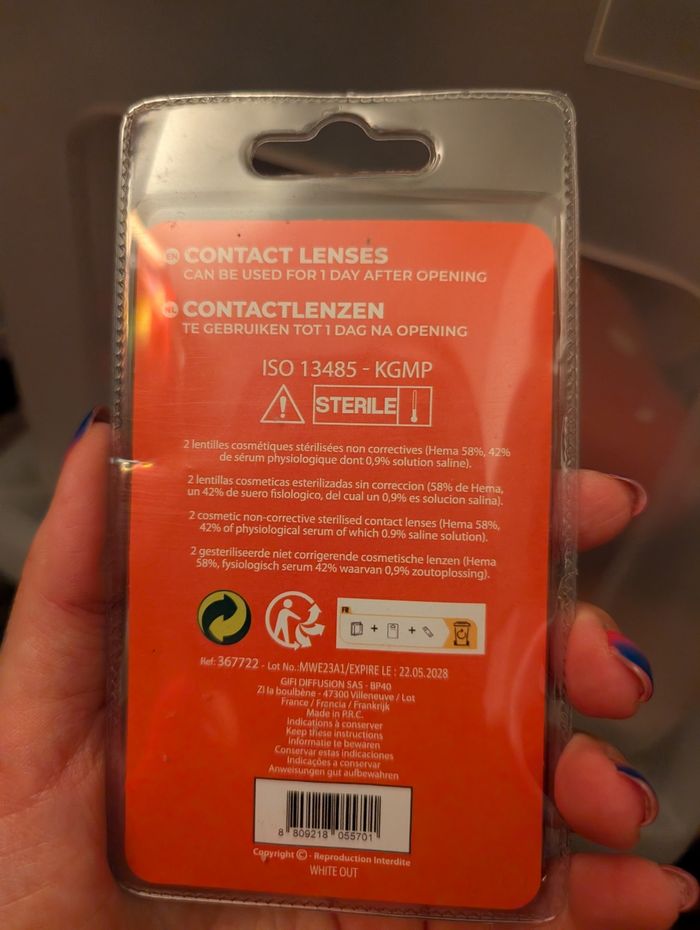 EN CONTACT LENSES
CAN BE USED FOR 1 DAY AFTER OPENING
NL CONTACTLENZEN
TE GEBRUIKEN TOT 1 DAG NA OPENING
ISO 13485 - KGMP
STERILE
2 lentilles cosmétiques stérilisées non correctives (Hema 58%, 42%
de sérum physiologique dont 0,9% solution saline).
2 lentillas cosmeticas esterilizadas sin correccion (58% de Hema,
un 42% de suero fisiologico, del cual un 0,9% es solucion salina).
2 cosmetic non-corrective sterilised contact lenses (Hema 58%,
42% of physiological serum of which 0.9% saline solution).
2 gesteriliseerde niet corrigerende cosmetische lenzen (Hema
58%, fysiologisch serum 42% waarvan 0,9% zoutoplossing).
FR
Ref: 367722 - Lot No.:MWE23A1/EXPIRE LE : 22.05.2028
GIFI DIFFUSION SAS - BP40
ZI la boulbène - 47300 Villeneuve / Lot
France / Francia / Frankrijk
Made in P.R.C.
Indications à conserver
Keep these instructions
Informatie te bewaren
Conservar estas indicaciones
Indicações a conservar
Anweisungen gut aufbewahren
8 809218 055701
Copyright © - Reproduction Interdite
WHITE OUT